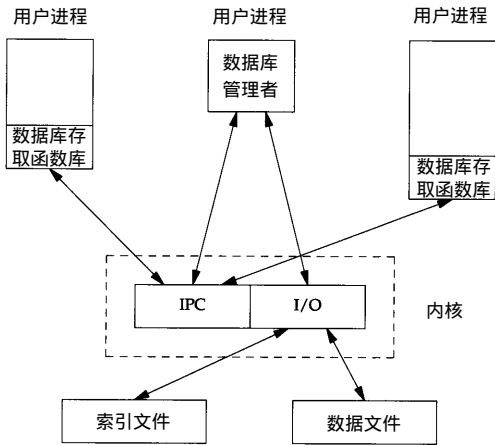 用户进程
用户进程
用户进程
数据库
管理者
数据库存
取函数库
数据库存
取函数库
IPC
I/O
内核
索引文件
数据文件